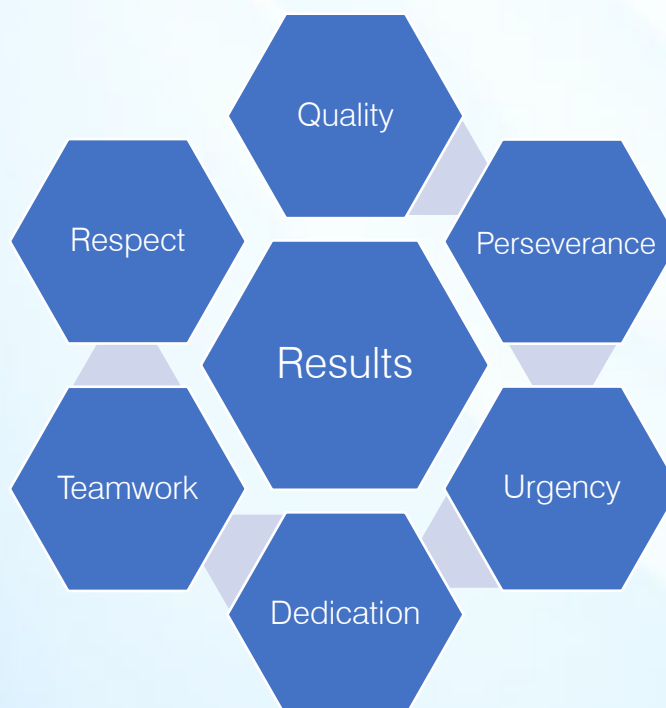 Quality
Respect
Perseverance
Results
Teamwork
Urgency
Dedication